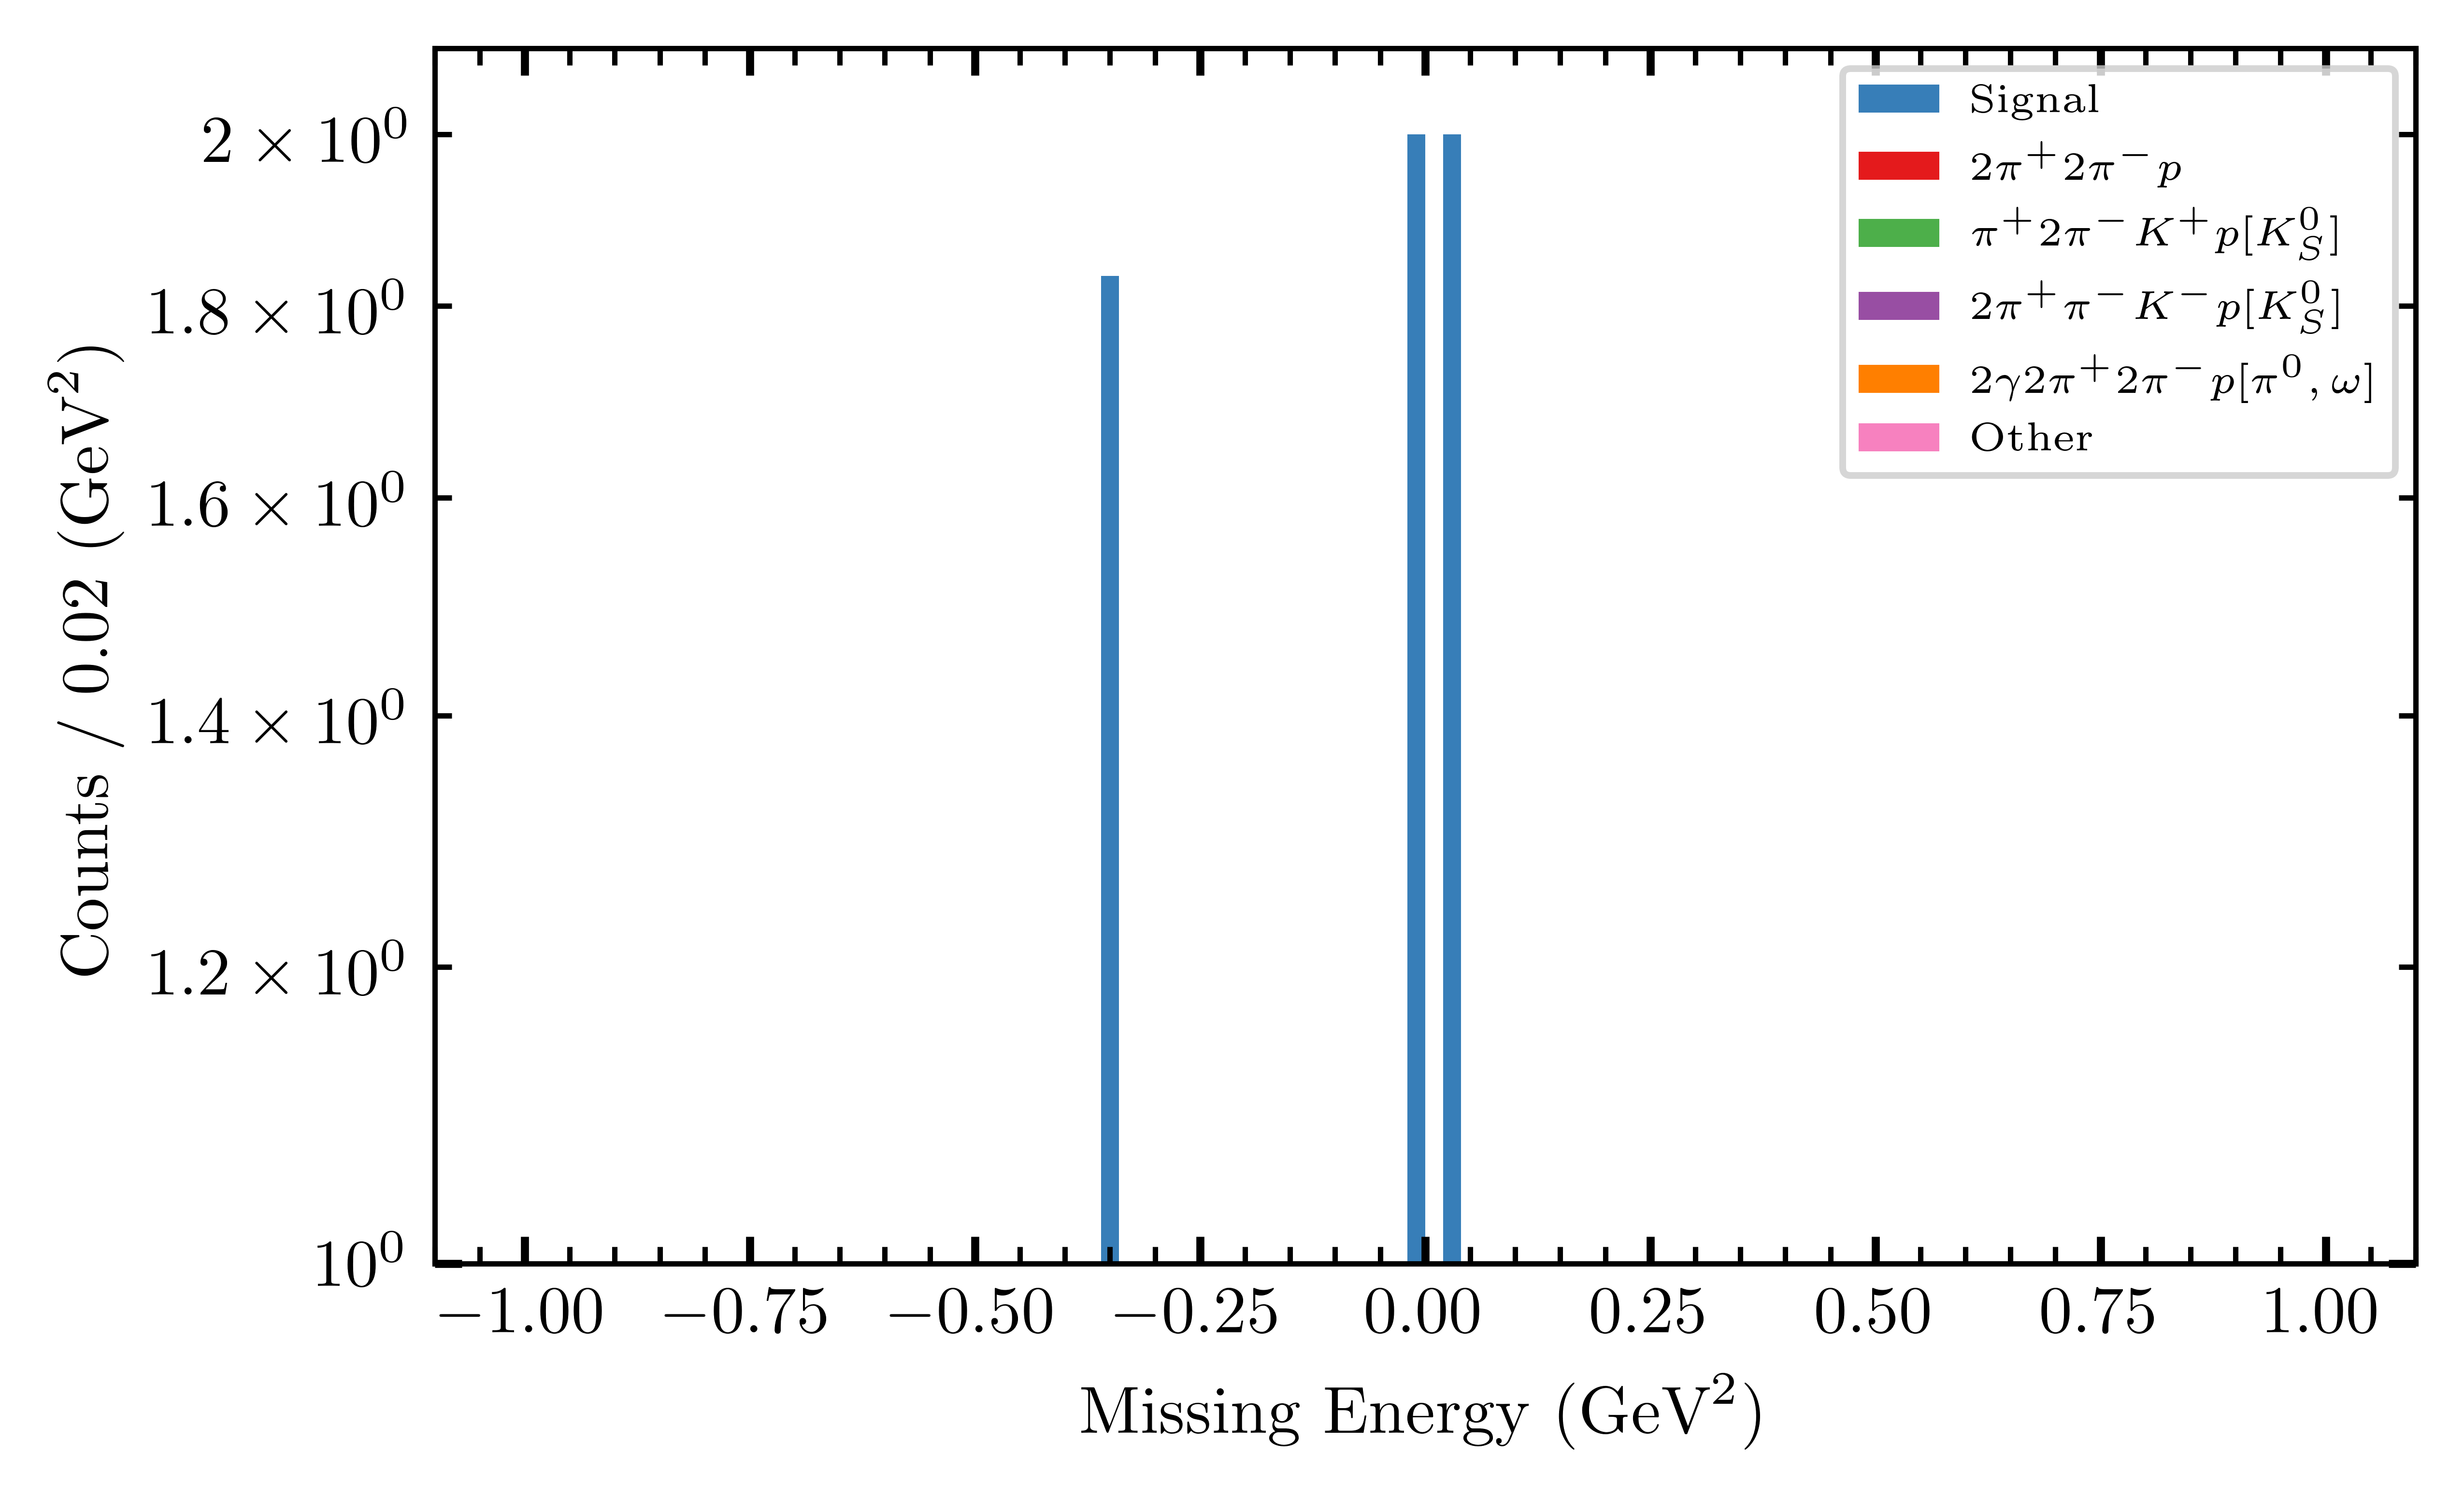 Counts / 0.02 (GeV²)
2 × 10⁰
1.8 × 10⁰
1.6 × 10⁰
1.4 × 10⁰
1.2 × 10⁰
10⁰
Signal
2π⁺2π⁻p
π⁺2π⁻K⁺p[K⁰_S]
2π⁺π⁻K⁻p[K⁰_S]
2γ2π⁺2π⁻p[π⁰, ω]
Other
−1.00 −0.75 −0.50 −0.25 0.00 0.25 0.50 0.75 1.00
Missing Energy (GeV²)